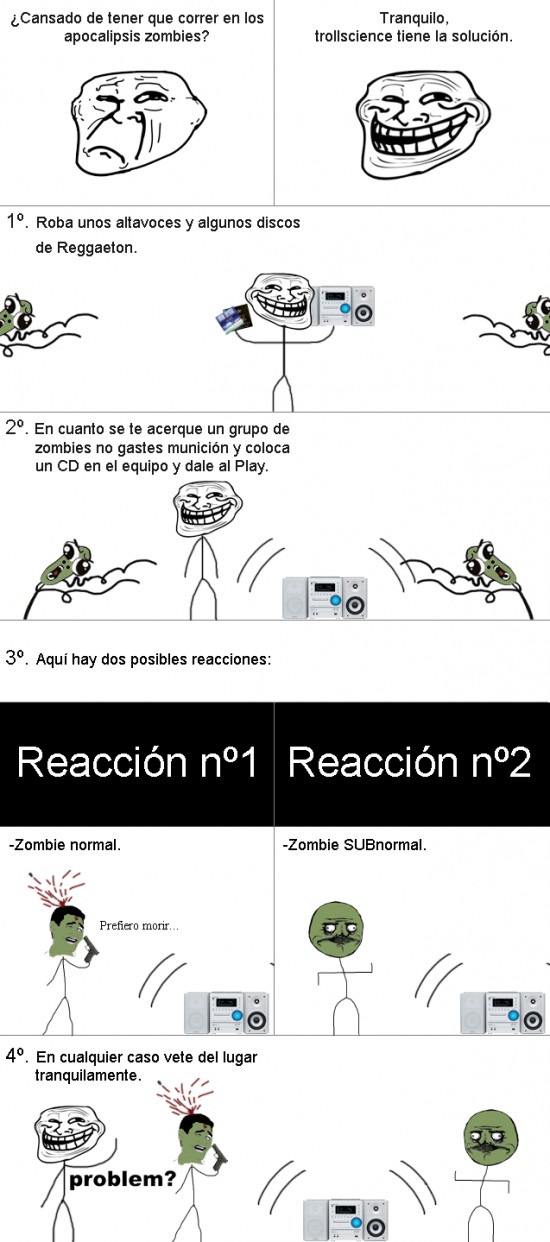 ¿Cansado de tener que correr en los
apocalipsis zombies?
Tranquilo,
trollscience tiene la solución.
1º. Roba unos altavoces y algunos discos
de Reggaeton.
2º. En cuanto se te acerque un grupo de
zombies no gastes munición y coloca
un CD en el equipo y dale al Play.
3º. Aquí hay dos posibles reacciones:
Reacción nº1
Reacción nº2
-Zombie normal.
Prefiero morir...
-Zombie SUBnormal.
4º. En cualquier caso vete del lugar
tranquilamente.
problem?